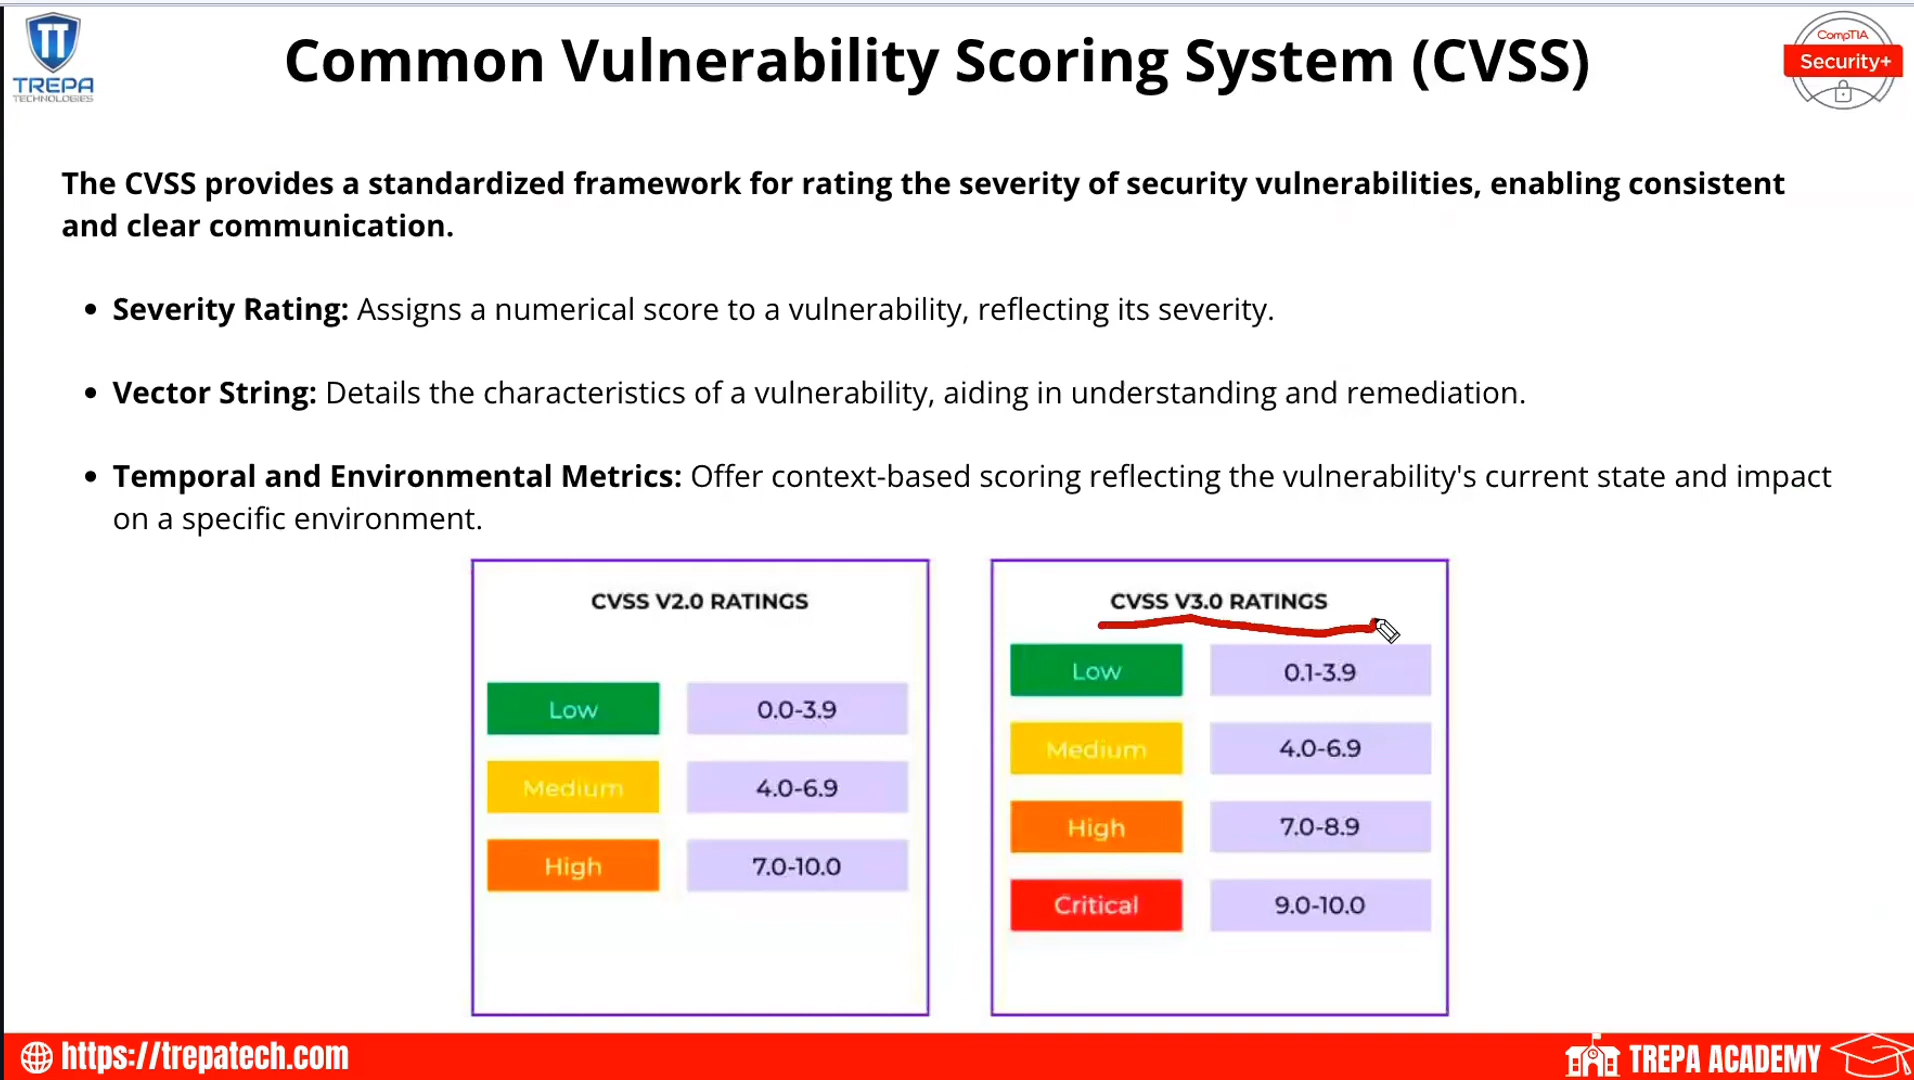 TREPA
TECHNOLOGIES
Common Vulnerability Scoring System (CVSS)
CompTIA
Security+
The CVSS provides a standardized framework for rating the severity of security vulnerabilities, enabling consistent
and clear communication.
• Severity Rating: Assigns a numerical score to a vulnerability, reflecting its severity.
• Vector String: Details the characteristics of a vulnerability, aiding in understanding and remediation.
• Temporal and Environmental Metrics: Offer context-based scoring reflecting the vulnerability's current state and impact
on a specific environment.
CVSS V2.0 RATINGS
Low 0.0-3.9
Medium 4.0-6.9
High 7.0-10.0
CVSS V3.0 RATINGS
Low 0.1-3.9
Medium 4.0-6.9
High 7.0-8.9
Critical 9.0-10.0
https://trepatech.com
TREPA ACADEMY